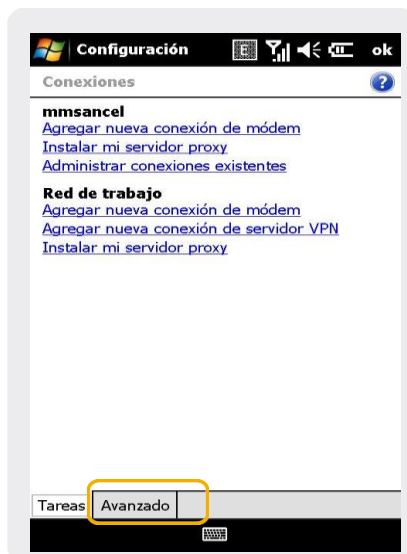 Configuración
E
ok
Conexiones
?
mmsancel
Agregar nueva conexión de módem
Instalar mi servidor proxy
Administrar conexiones existentes
Red de trabajo
Agregar nueva conexión de módem
Agregar nueva conexión de servidor VPN
Instalar mi servidor proxy
Tareas Avanzado